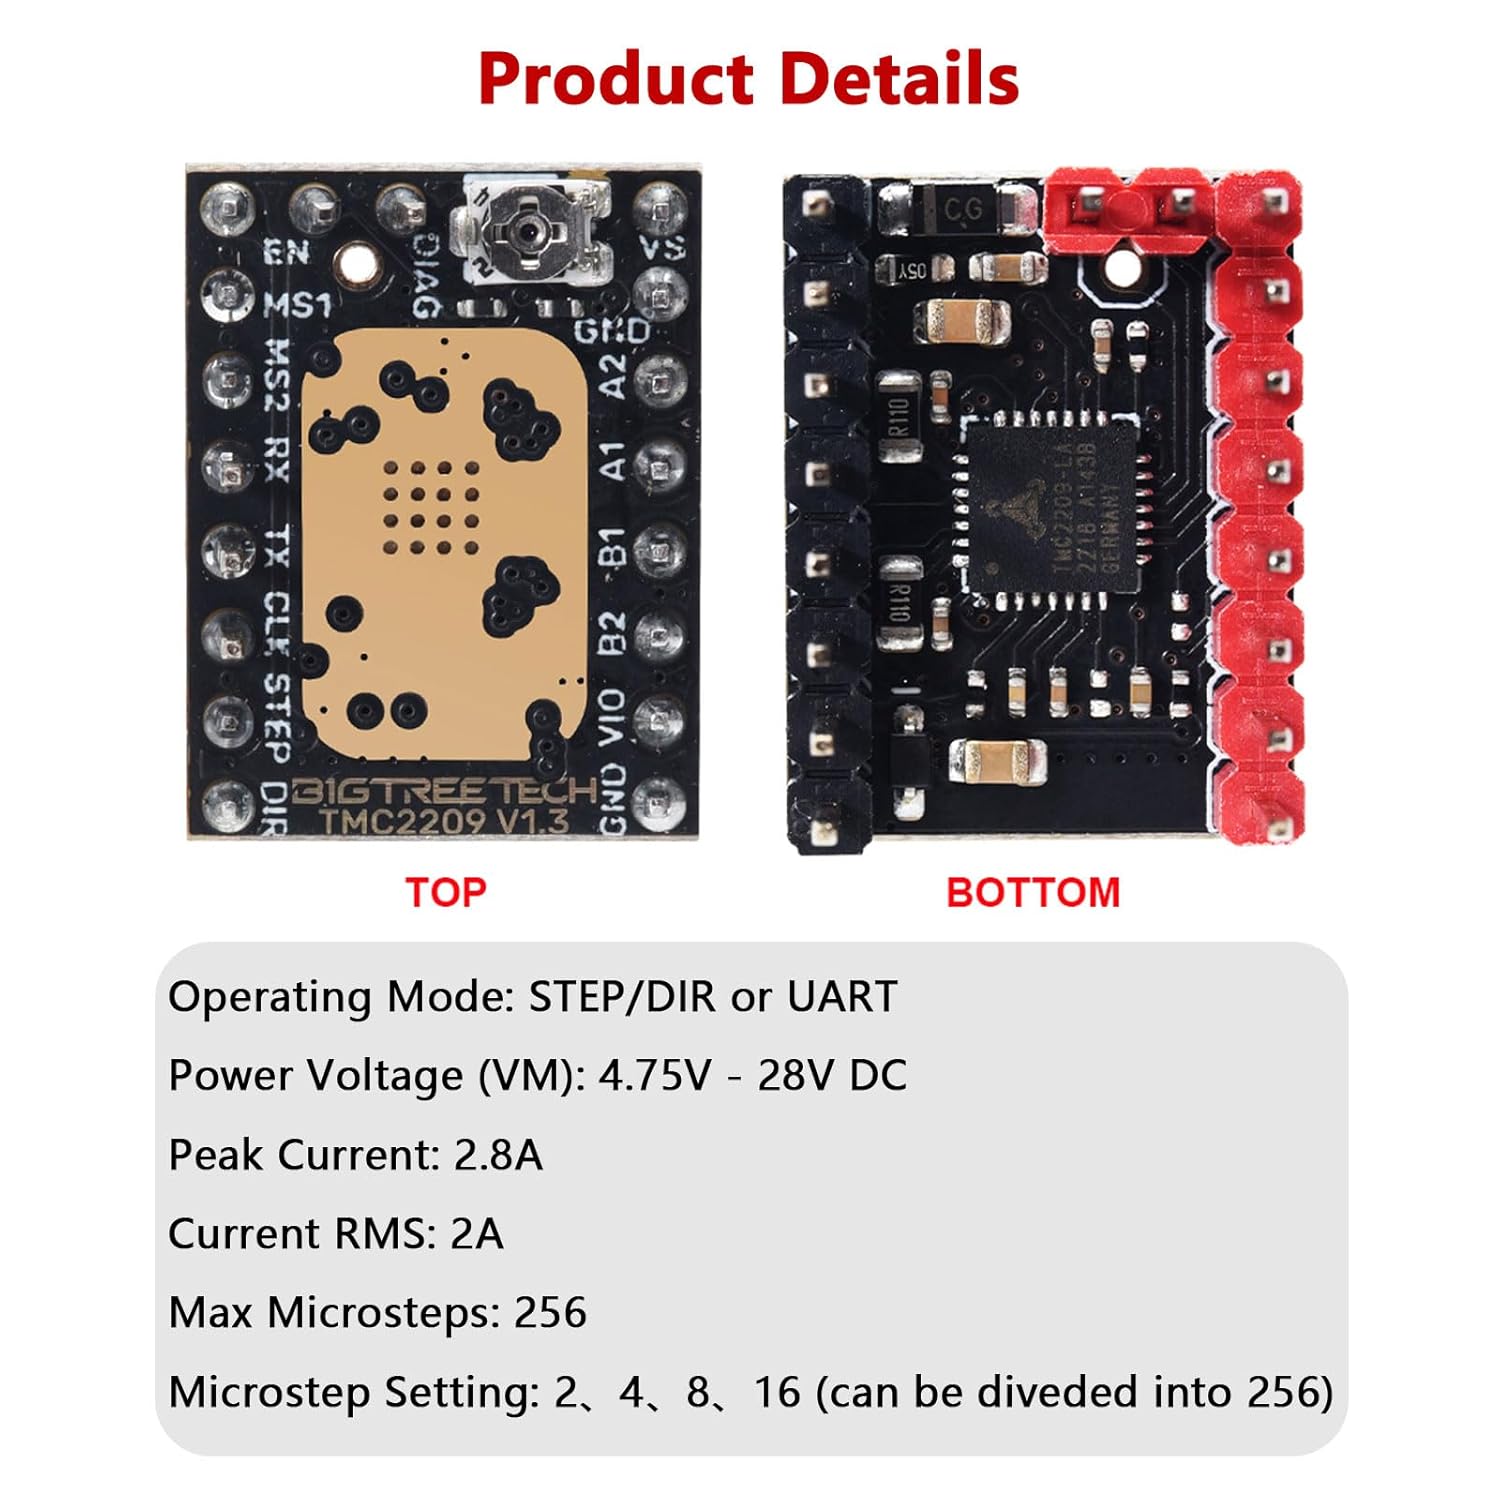 Product Details
EN
VS
MS1
DIAG
GND
MS2
A2
RX
A1
TX
B1
CLK
B2
STEP
VIO
DIR
GND
BIGTREETECH
TMC2209 V1.3
CG
05Y
R110
R110
TMC2209-LA
2218 A1143B
GERMANY
TOP
BOTTOM
Operating Mode: STEP/DIR or UART
Power Voltage (VM): 4.75V - 28V DC
Peak Current: 2.8A
Current RMS: 2A
Max Microsteps: 256
Microstep Setting: 2、4、8、16 (can be diveded into 256)